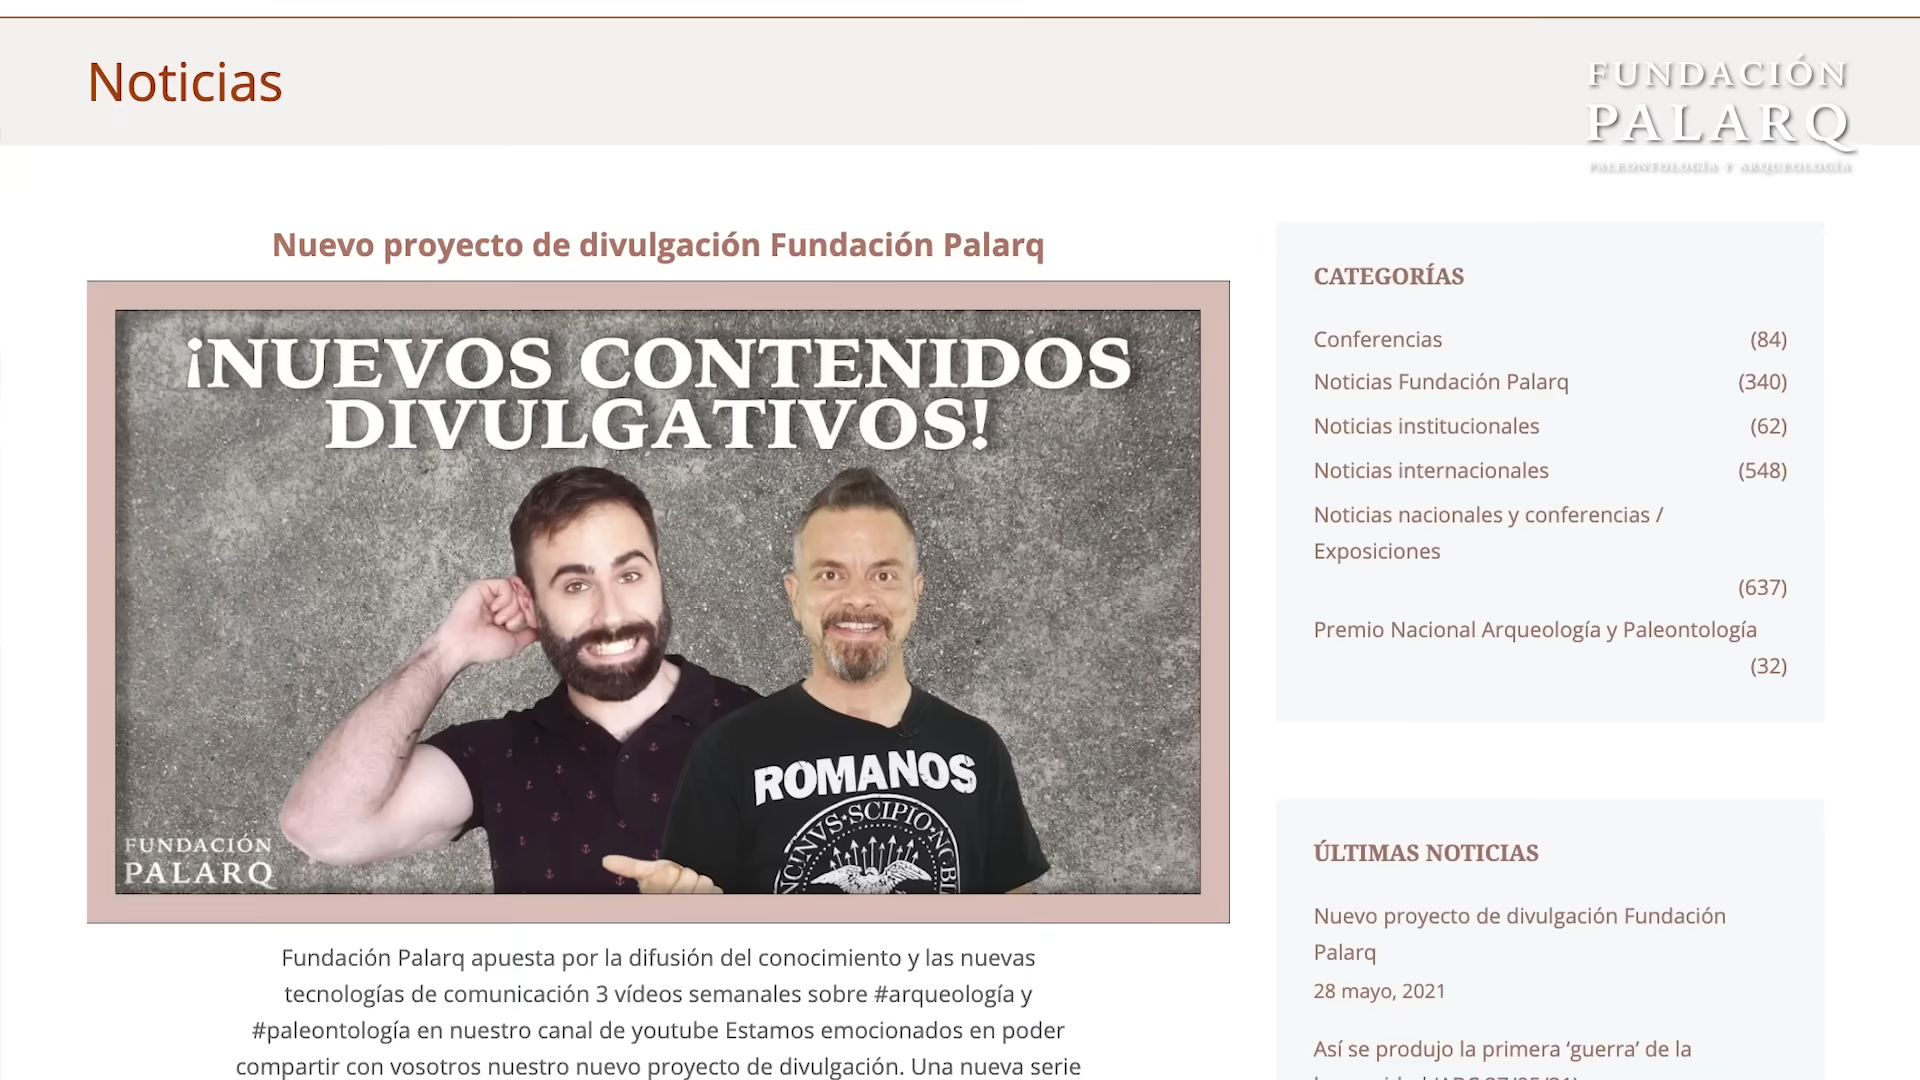 Noticias
FUNDACIÓN
PALARQ
PALEONTOLOGÍA Y ARQUEOLOGÍA
Nuevo proyecto de divulgación Fundación Palarq
¡NUEVOS CONTENIDOS
DIVULGATIVOS!
ROMANOS
SCIPIO
FUNDACIÓN
PALARQ
Fundación Palarq apuesta por la difusión del conocimiento y las nuevas
tecnologías de comunicación 3 vídeos semanales sobre #arqueología y
#paleontología en nuestro canal de youtube Estamos emocionados en poder
compartir con vosotros nuestro nuevo proyecto de divulgación. Una nueva serie
CATEGORÍAS
Conferencias (84)
Noticias Fundación Palarq (340)
Noticias institucionales (62)
Noticias internacionales (548)
Noticias nacionales y conferencias /
Exposiciones
(637)
Premio Nacional Arqueología y Paleontología
(32)
ÚLTIMAS NOTICIAS
Nuevo proyecto de divulgación Fundación
Palarq
28 mayo, 2021
Así se produjo la primera ‘guerra’ de la